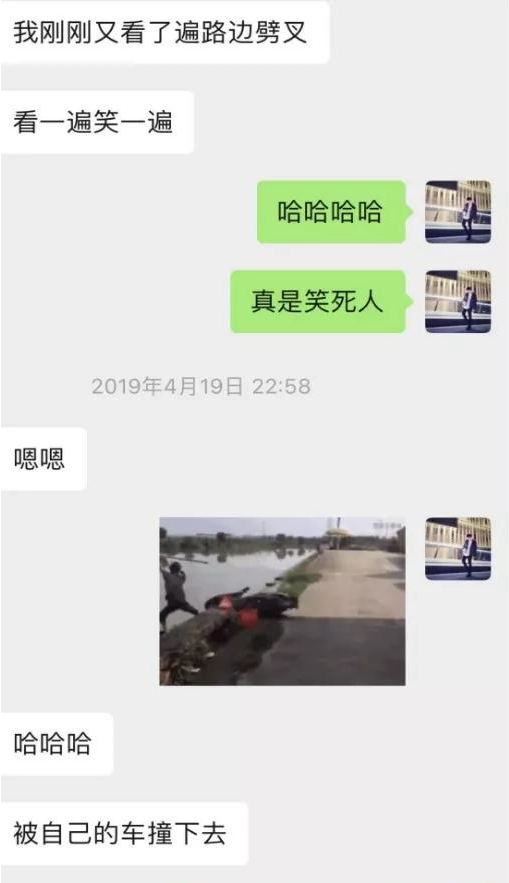 我刚刚又看了遍路边劈叉
看一遍笑一遍
哈哈哈哈
真是笑死人
2019年4月19日 22:58
嗯嗯
哈哈哈
被自己的车撞下去